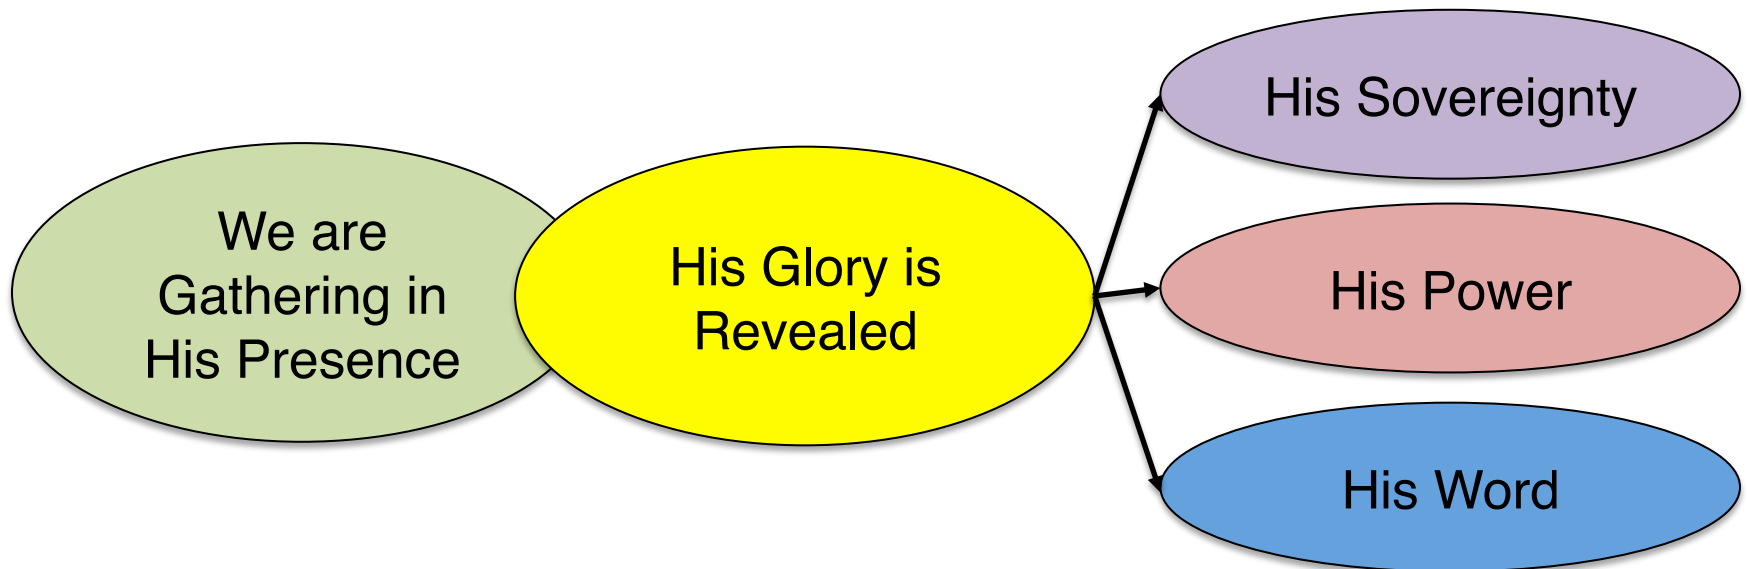 We are
Gathering in
His Presence
His Glory is
Revealed
His Sovereignty
His Power
His Word